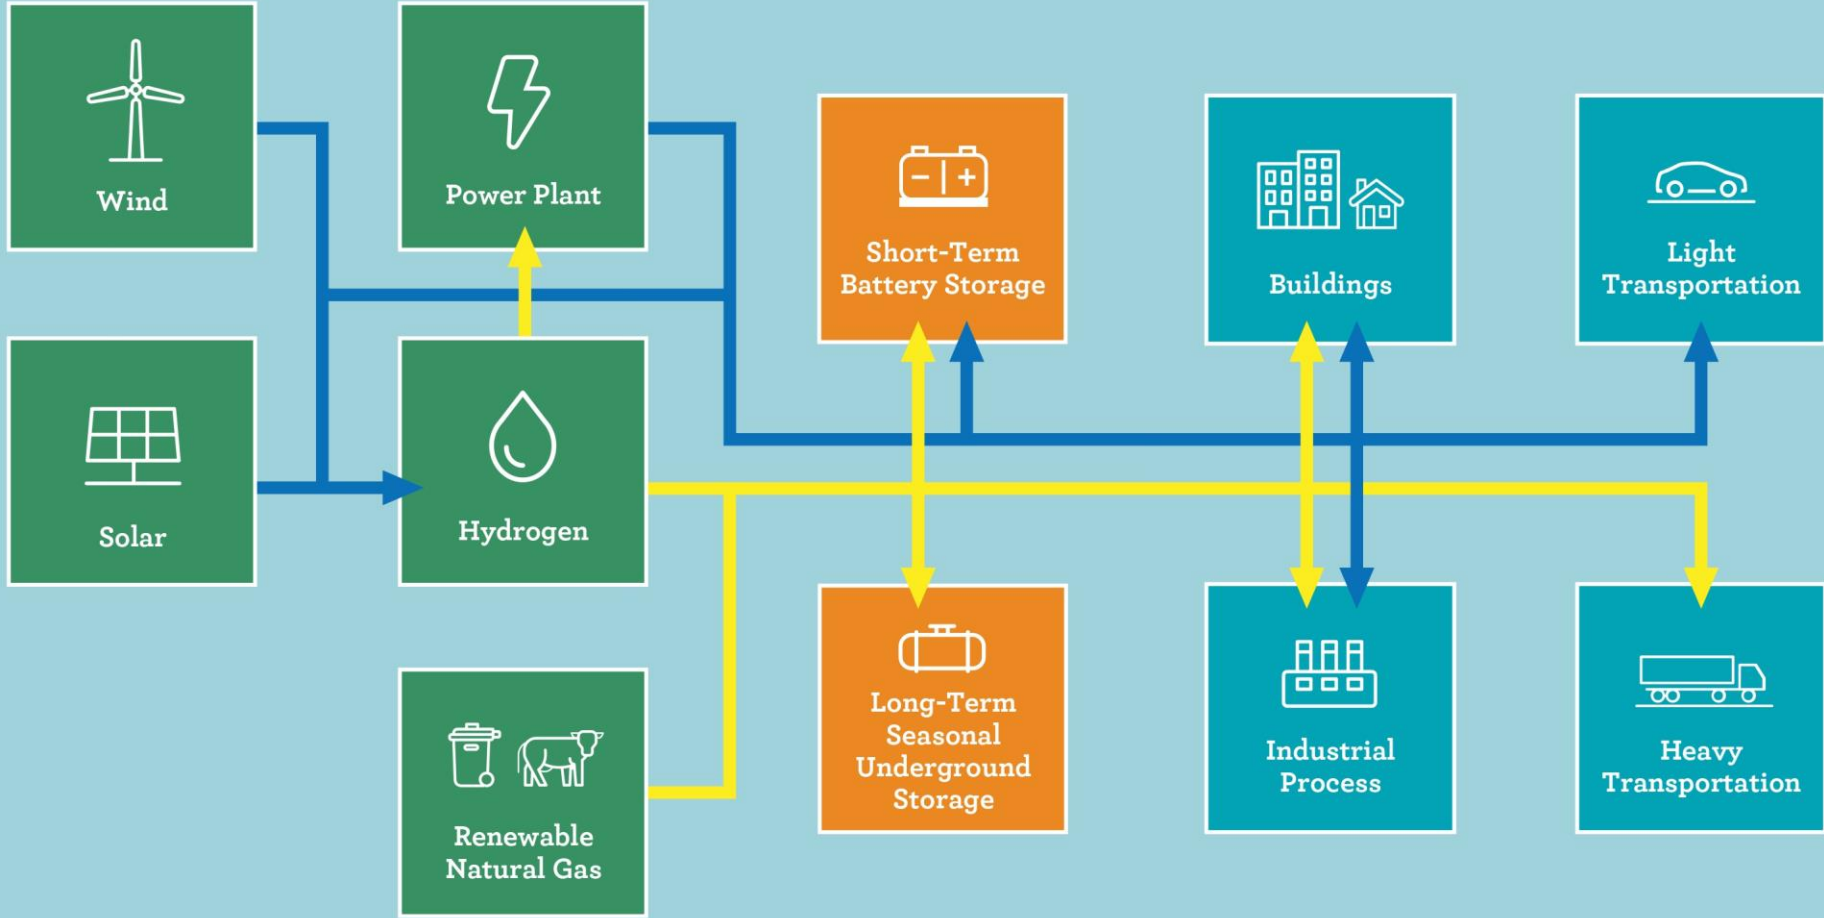 Wind
Power Plant
Short-Term
Battery Storage
Buildings
Light
Transportation
Solar
Hydrogen
Renewable
Natural Gas
Long-Term
Seasonal
Underground
Storage
Industrial
Process
Heavy
Transportation